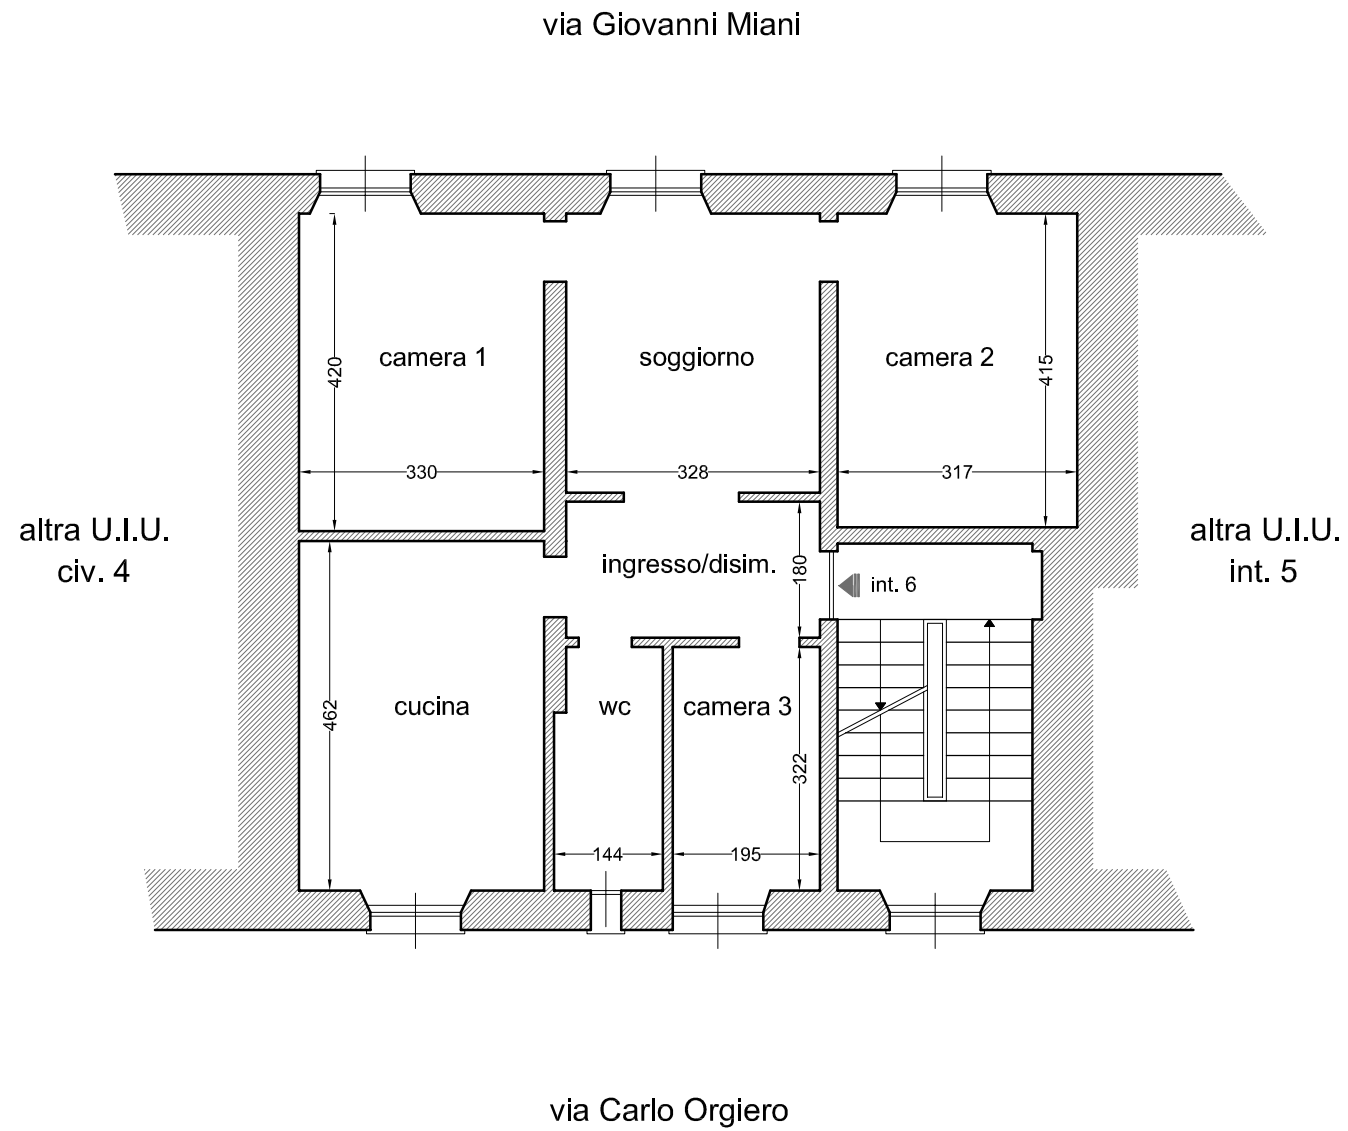 via Giovanni Miani
camera 1
soggiorno
camera 2
420
415
330
328
317
altra U.I.U.
civ. 4
ingresso/disim.
180
int. 6
altra U.I.U.
int. 5
cucina
wc
camera 3
462
322
144
195
via Carlo Orgiero